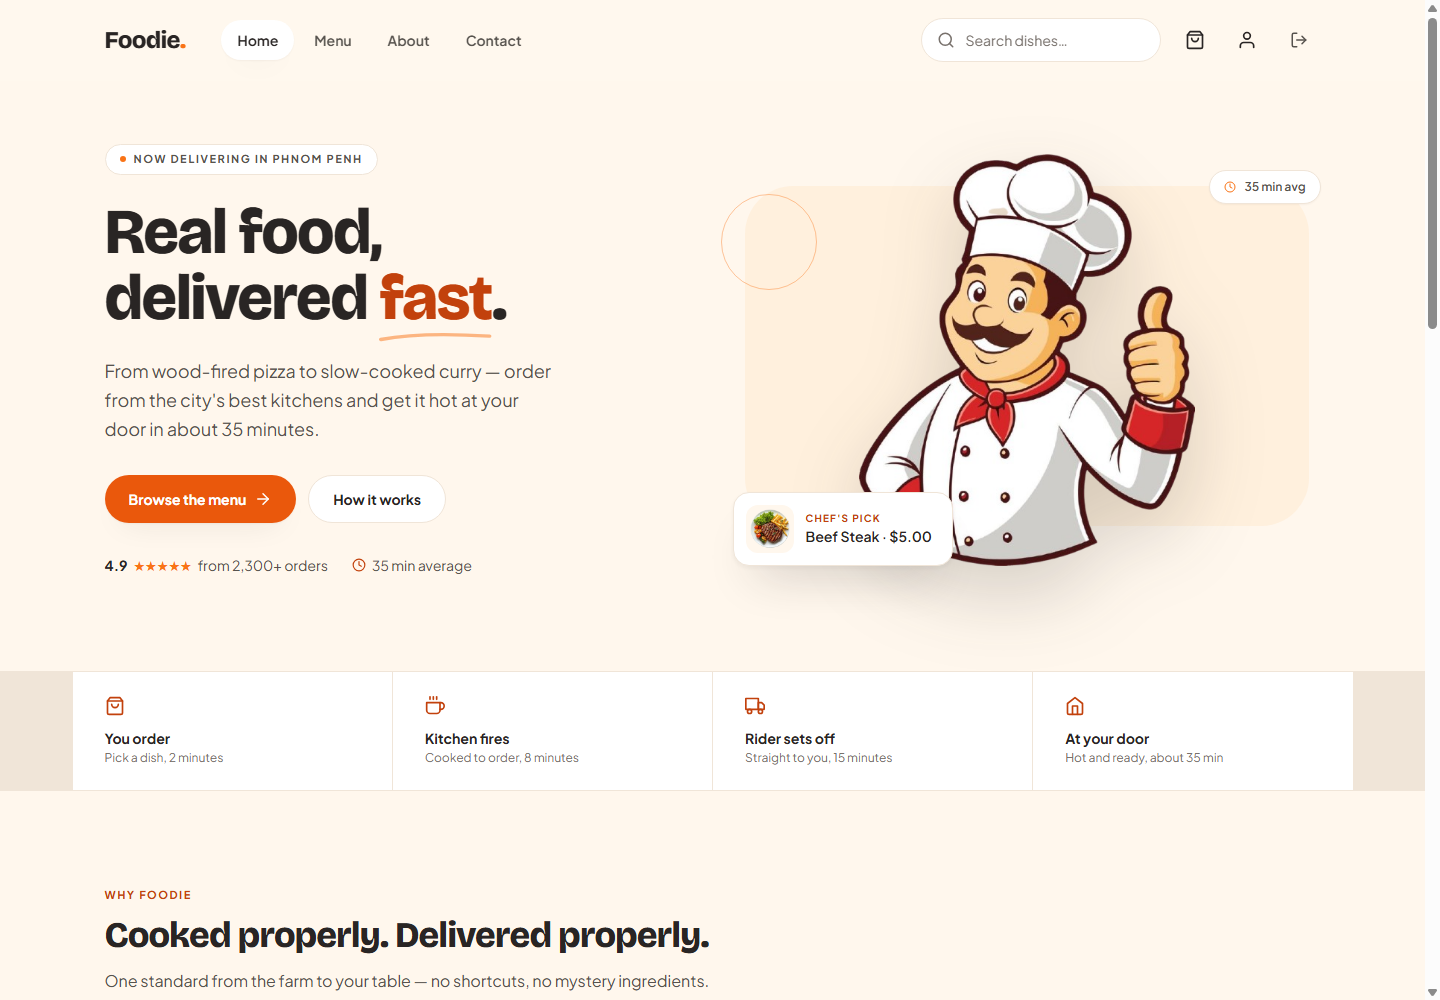 Foodie.
Home
Menu
About
Contact
Search dishes...
NOW DELIVERING IN PHNOM PENH
35 min avg
Real food,
delivered fast.
From wood-fired pizza to slow-cooked curry — order
from the city's best kitchens and get it hot at your
door in about 35 minutes.
Browse the menu
How it works
CHEF'S PICK
Beef Steak · $5.00
4.9 ★★★★★ from 2,300+ orders
35 min average
You order
Pick a dish, 2 minutes
Kitchen fires
Cooked to order, 8 minutes
Rider sets off
Straight to you, 15 minutes
At your door
Hot and ready, about 35 min
WHY FOODIE
Cooked properly. Delivered properly.
One standard from the farm to your table — no shortcuts, no mystery ingredients.